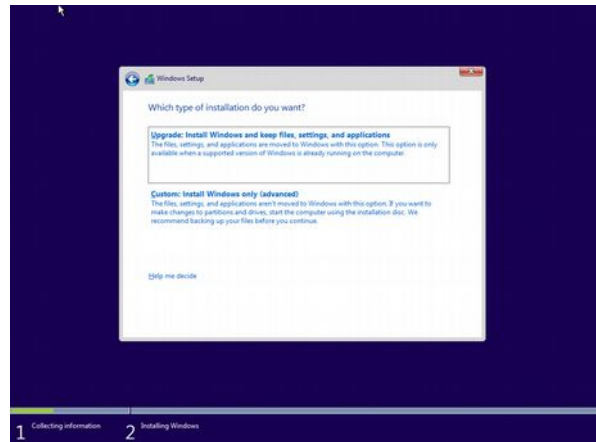 Windows Setup
Which type of installation do you want?
Upgrade: Install Windows and keep files, settings, and applications
The files, settings, and applications are moved to Windows with this option. This option is only
available when a supported version of Windows is already running on the computer.
Custom: Install Windows only (advanced)
The files, settings, and applications aren't moved to Windows with this option. If you want to
make changes to partitions and drives, start the computer using the installation disc. We
recommend backing up your files before you continue.
Help me decide
1 Collecting information 2 Installing Windows